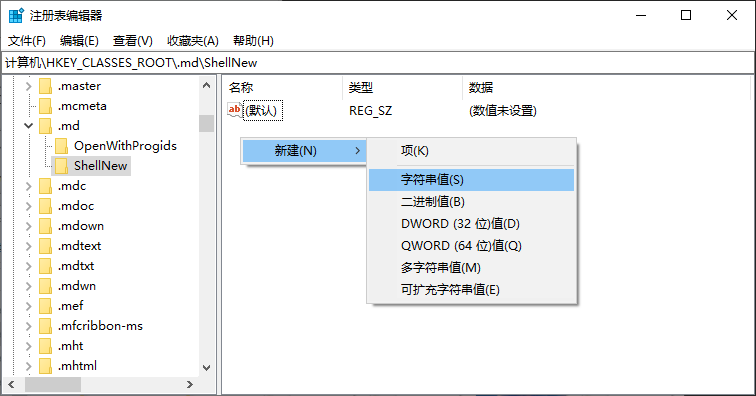 注册表编辑器
文件(F) 编辑(E) 查看(V) 收藏夹(A) 帮助(H)
计算机\HKEY_CLASSES_ROOT\.md\ShellNew
.master
.mcmeta
.md
OpenWithProgids
ShellNew
.mdc
.mdoc
.mdown
.mdtext
.mdtxt
.mdwn
.mef
.mfcribbon-ms
.mht
.mhtml
名称 类型 数据
ab (默认) REG_SZ (数值未设置)
新建(N)
项(K)
字符串值(S)
二进制值(B)
DWORD (32 位)值(D)
QWORD (64 位)值(Q)
多字符串值(M)
可扩充字符串值(E)